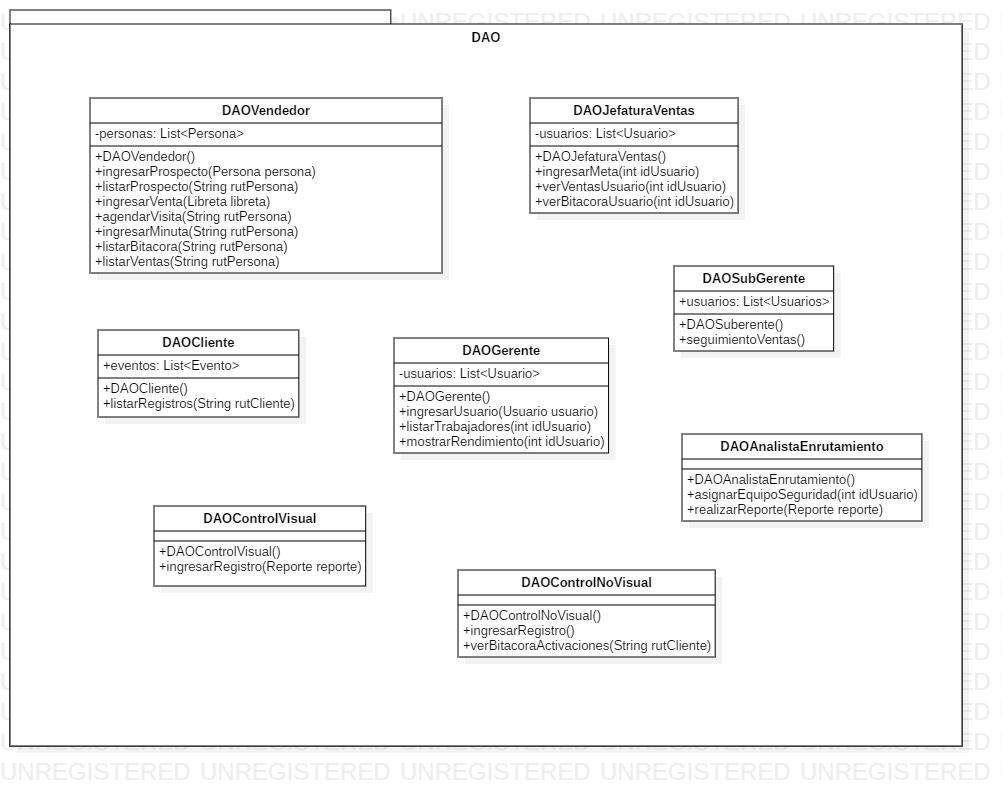 DAO
DAOVendedor
-personas: List<Persona>
+DAOVendedor()
+ingresarProspecto(Persona persona)
+listarProspecto(String rutPersona)
+ingresarVenta(Libreta libreta)
+agendarVisita(String rutPersona)
+ingresarMinuta(String rutPersona)
+listarBitacora(String rutPersona)
+listarVentas(String rutPersona)
DAOJefaturaVentas
-usuarios: List<Usuario>
+DAOJefaturaVentas()
+ingresarMeta(int idUsuario)
+verVentasUsuario(int idUsuario)
+verBitacoraUsuario(int idUsuario)
DAOSubGerente
+usuarios: List<Usuarios>
+DAOSuberente()
+seguimientoVentas()
DAOCliente
+eventos: List<Evento>
+DAOCliente()
+listarRegistros(String rutCliente)
DAOGerente
-usuarios: List<Usuario>
+DAOGerente()
+ingresarUsuario(Usuario usuario)
+listarTrabajadores(int idUsuario)
+mostrarRendimiento(int idUsuario)
DAOAnalistaEnrutamiento
+DAOAnalistaEnrutamiento()
+asignarEquipoSeguridad(int idUsuario)
+realizarReporte(Reporte reporte)
DAOControlVisual
+DAOControlVisual()
+ingresarRegistro(Reporte reporte)
DAOControlNoVisual
+DAOControlNoVisual()
+ingresarRegistro()
+verBitacoraActivaciones(String rutCliente)
UNREGISTERED UNREGISTERED UNREGISTERED UNREGISTERED UNREGISTERED